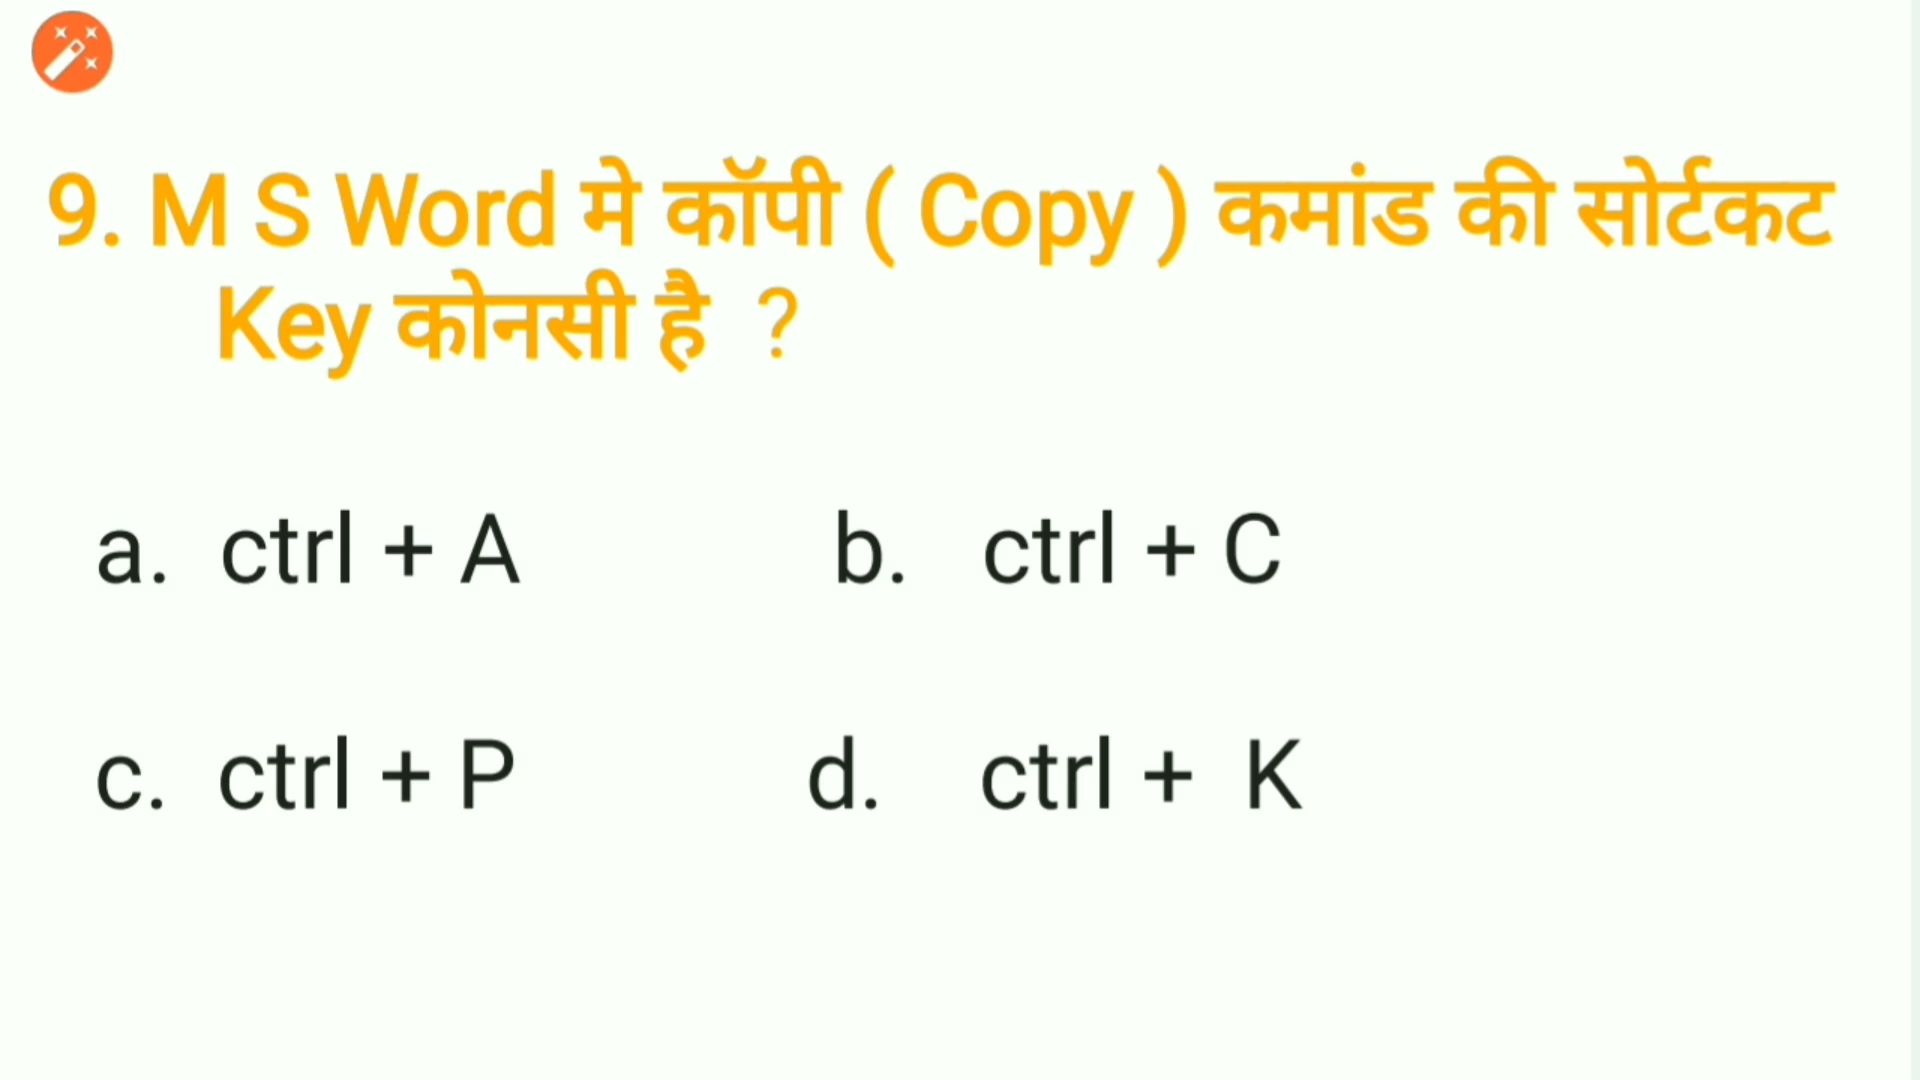 9. M S Word मे कॉपी ( Copy ) कमांड की सोर्टकट
Key कोनसी है ?
a. ctrl + A b. ctrl + C
c. ctrl + P d. ctrl + K